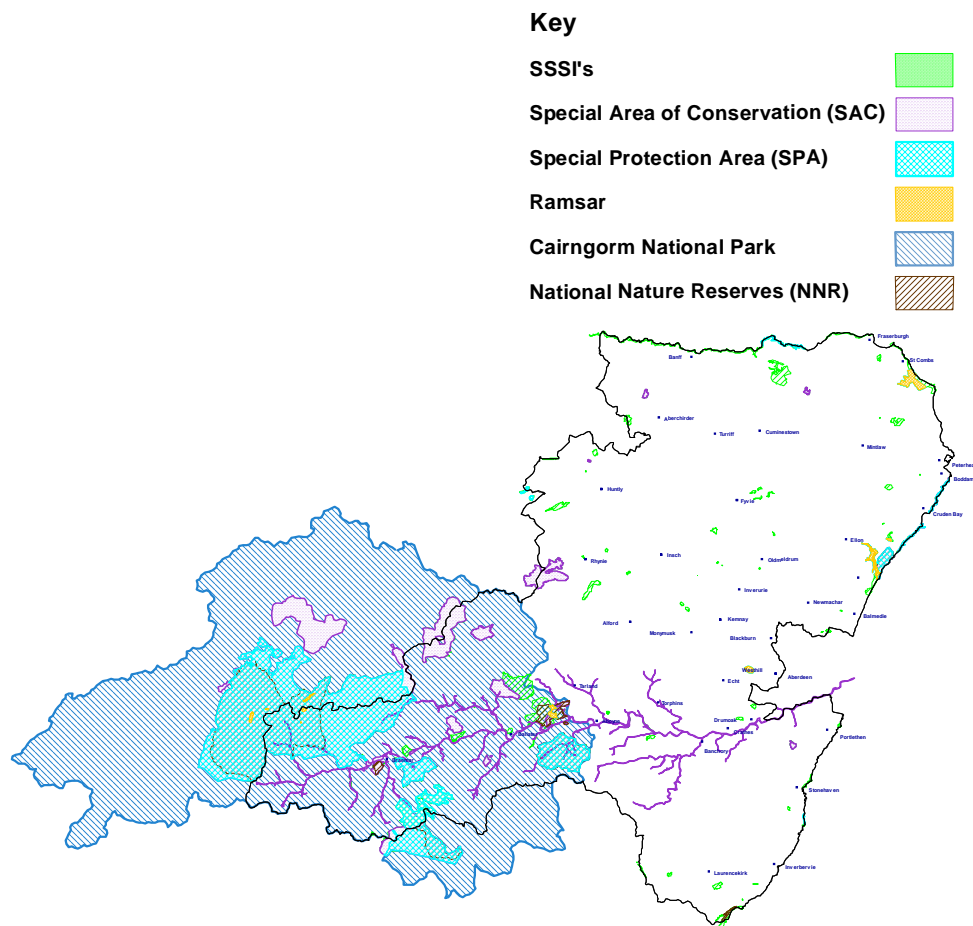 Key
SSSI's
Special Area of Conservation (SAC)
Special Protection Area (SPA)
Ramsar
Cairngorm National Park
National Nature Reserves (NNR)
Fraserburgh
Banff
St Combs
Aberchirder
Turriff
Cuminestown
Mintlaw
Peterhead
Boddam
Huntly
Fyvie
Cruden Bay
Ellon
Insch
Rhynie
Oldmeldrum
Inverurie
Newmachar
Balmedie
Alford
Kemnay
Monymusk
Blackburn
Westhill
Aberdeen
Echt
Tarland
Torphins
Drumoak
Aboyne
Ballater
Portlethen
Banchory
Braemar
Stonehaven
Inverbervie
Laurencekirk